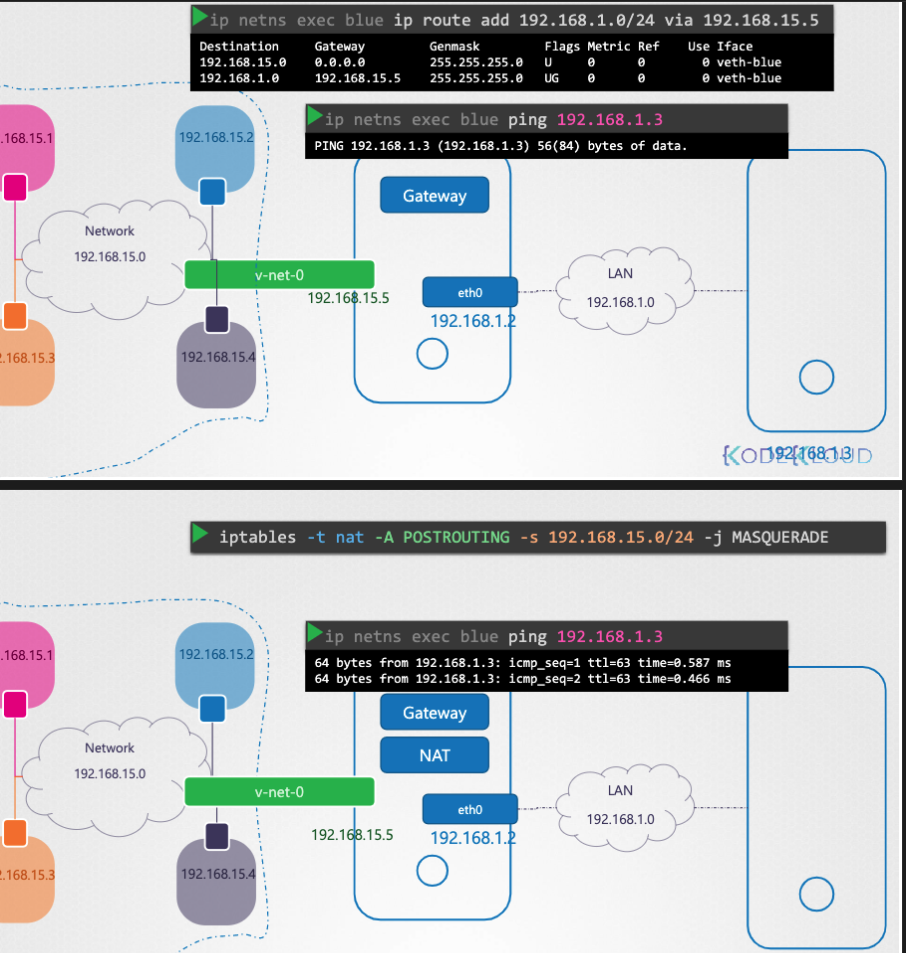 ip netns exec blue ip route add 192.168.1.0/24 via 192.168.15.5
Destination Gateway Genmask Flags Metric Ref Use Iface
192.168.15.0 0.0.0.0 255.255.255.0 U 0 0 0 veth-blue
192.168.1.0 192.168.15.5 255.255.255.0 UG 0 0 0 veth-blue
ip netns exec blue ping 192.168.1.3
PING 192.168.1.3 (192.168.1.3) 56(84) bytes of data.
.168.15.1
192.168.15.2
Gateway
Network
192.168.15.0
v-net-0
192.168.15.5
eth0
192.168.1.2
LAN
192.168.1.0
2.168.15.3
192.168.15.4
KODEKLOUD
192.168.1.3
iptables -t nat -A POSTROUTING -s 192.168.15.0/24 -j MASQUERADE
ip netns exec blue ping 192.168.1.3
64 bytes from 192.168.1.3: icmp_seq=1 ttl=63 time=0.587 ms
64 bytes from 192.168.1.3: icmp_seq=2 ttl=63 time=0.466 ms
.168.15.1
192.168.15.2
Gateway
NAT
Network
192.168.15.0
v-net-0
192.168.15.5
eth0
192.168.1.2
LAN
192.168.1.0
2.168.15.3
192.168.15.4